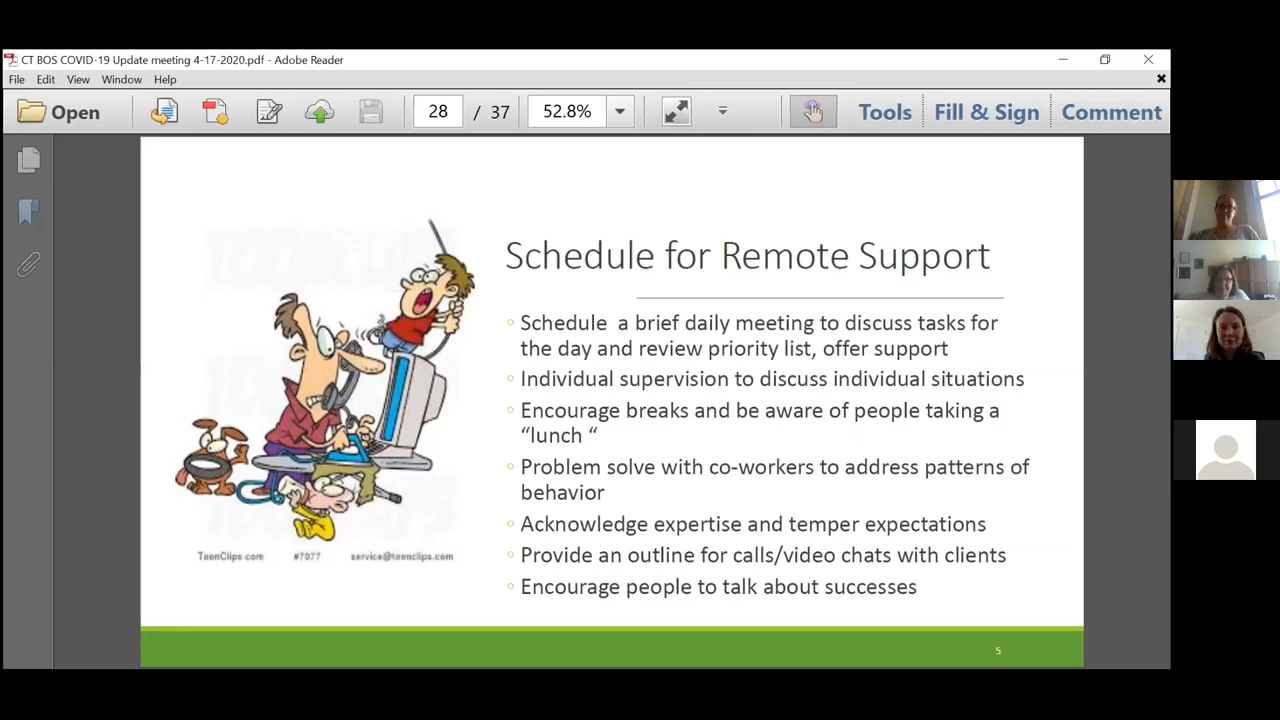 CT BOS COVID-19 Update meeting 4-17-2020.pdf - Adobe Reader
File Edit View Window Help
Open 28 / 37 52.8% Tools Fill & Sign Comment
Schedule for Remote Support
Schedule a brief daily meeting to discuss tasks for
the day and review priority list, offer support
Individual supervision to discuss individual situations
Encourage breaks and be aware of people taking a
“lunch “
Problem solve with co-workers to address patterns of
behavior
Acknowledge expertise and temper expectations
Provide an outline for calls/video chats with clients
Encourage people to talk about successes
ToonClips.com #7077 service@toonclips.com
5